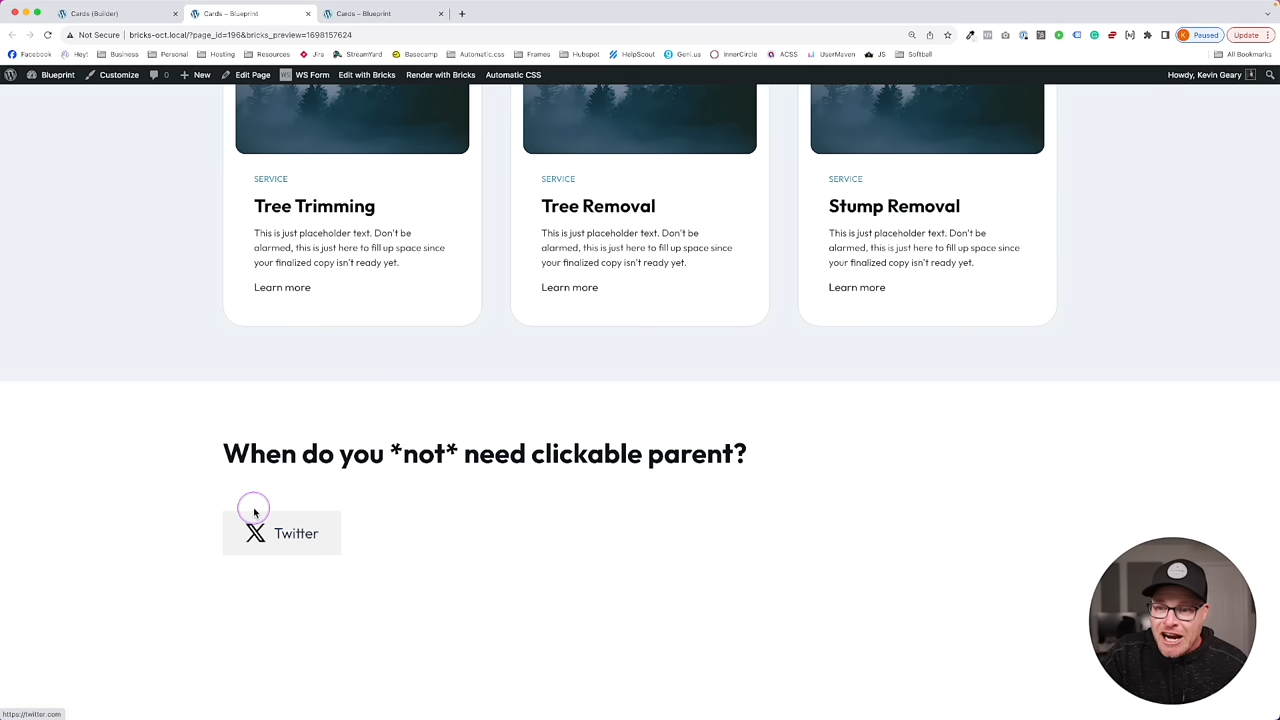 Cards (Builder)
Cards – Blueprint
Cards – Blueprint
Not Secure
bricks-oct.local/?page_id=196&bricks_preview=1698157624
Paused
Update
Facebook
Hey!
Business
Personal
Hosting
Resources
Jira
StreamYard
Basecamp
Automatic.css
Frames
Hubspot
HelpScout
Geni.us
InnerCircle
ACSS
UserMaven
JS
Softball
All Bookmarks
Blueprint
Customize
0
New
Edit Page
WS Form
Edit with Bricks
Render with Bricks
Automatic CSS
Howdy, Kevin Geary
SERVICE
Tree Trimming
This is just placeholder text. Don't be
alarmed, this is just here to fill up space since
your finalized copy isn't ready yet.
Learn more
SERVICE
Tree Removal
This is just placeholder text. Don't be
alarmed, this is just here to fill up space since
your finalized copy isn't ready yet.
Learn more
SERVICE
Stump Removal
This is just placeholder text. Don't be
alarmed, this is just here to fill up space since
your finalized copy isn't ready yet.
Learn more
When do you *not* need clickable parent?
Twitter
https://twitter.com